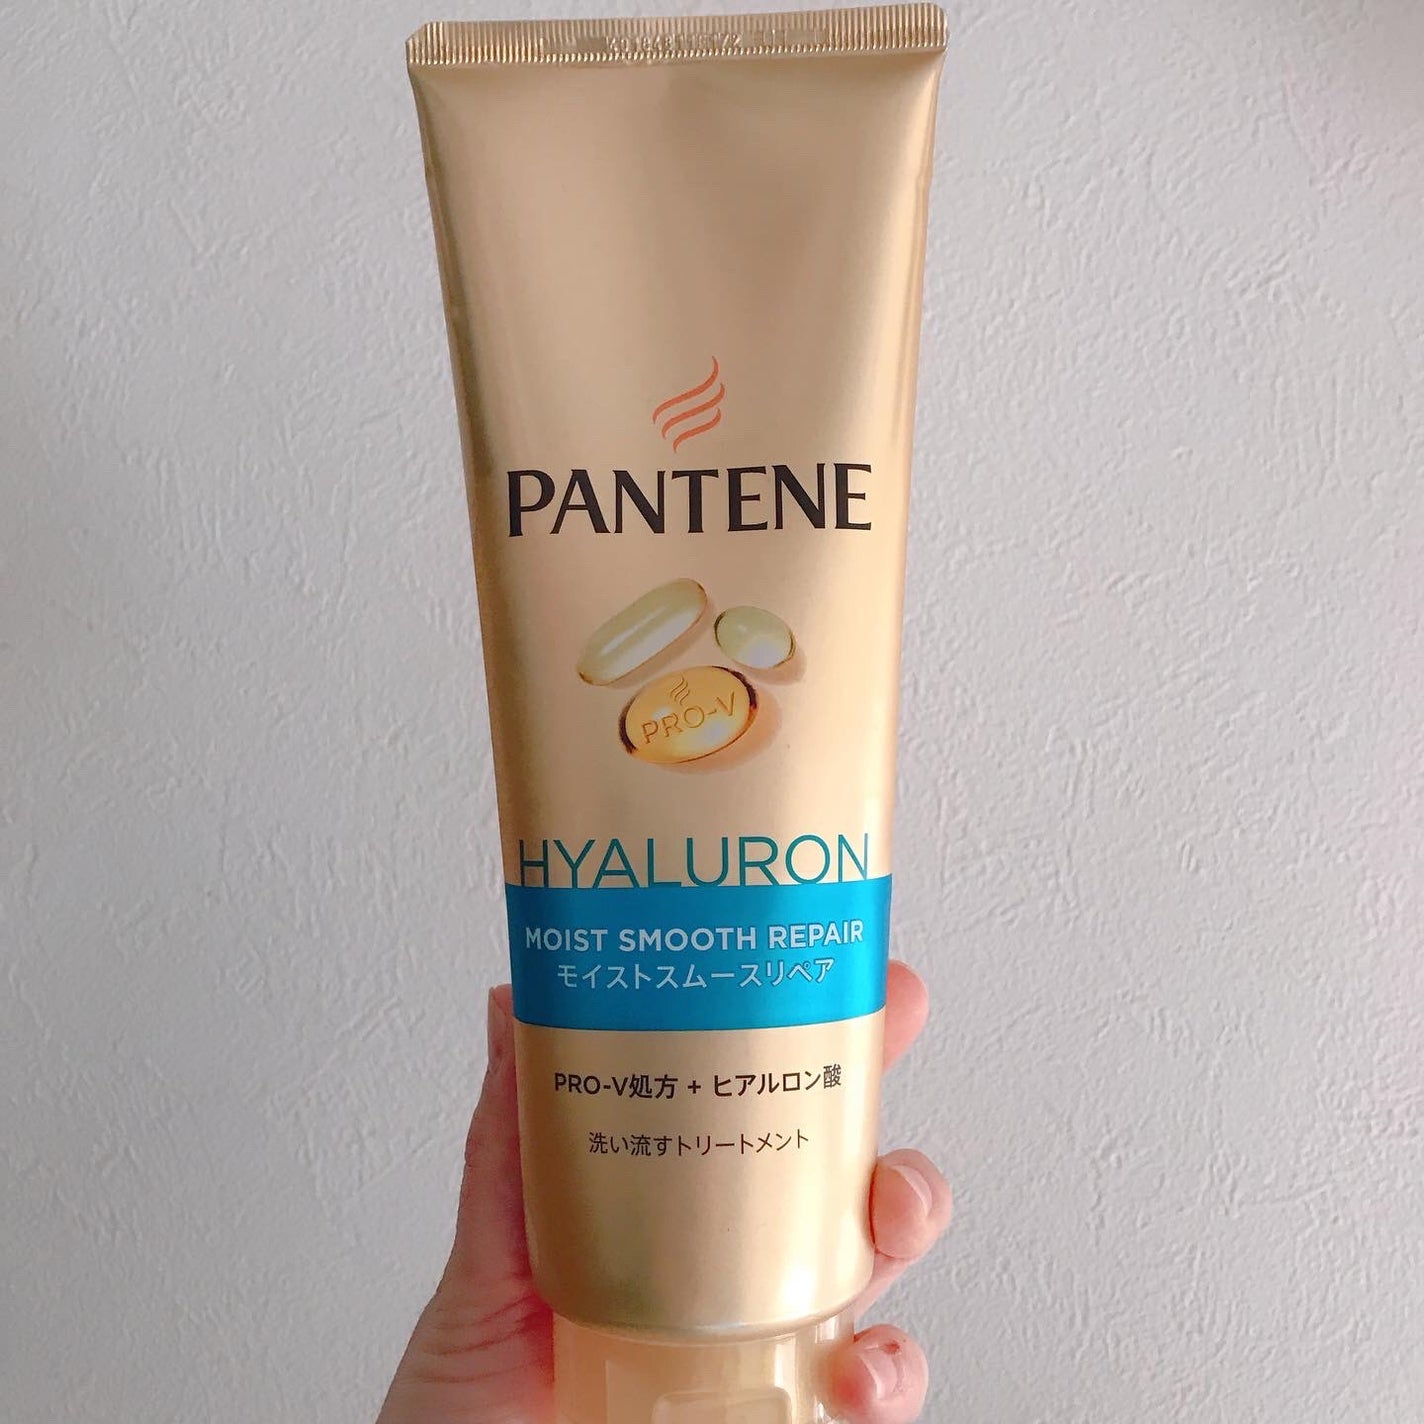 PANTENE
PRO-V
HYALURON
MOIST SMOOTH REPAIR
モイストスムースリペア
PRO-V処方 + ヒアルロン酸
洗い流すトリートメント